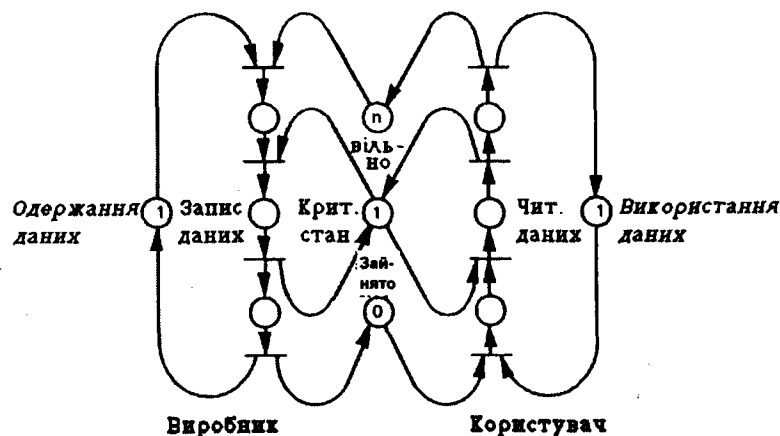 n
віль-
но
Одержання
даних
1
Запис
даних
Крит.
стан
1
Чит.
даних
1
Використання
даних
Зай-
нято
0
Виробник
Користувач